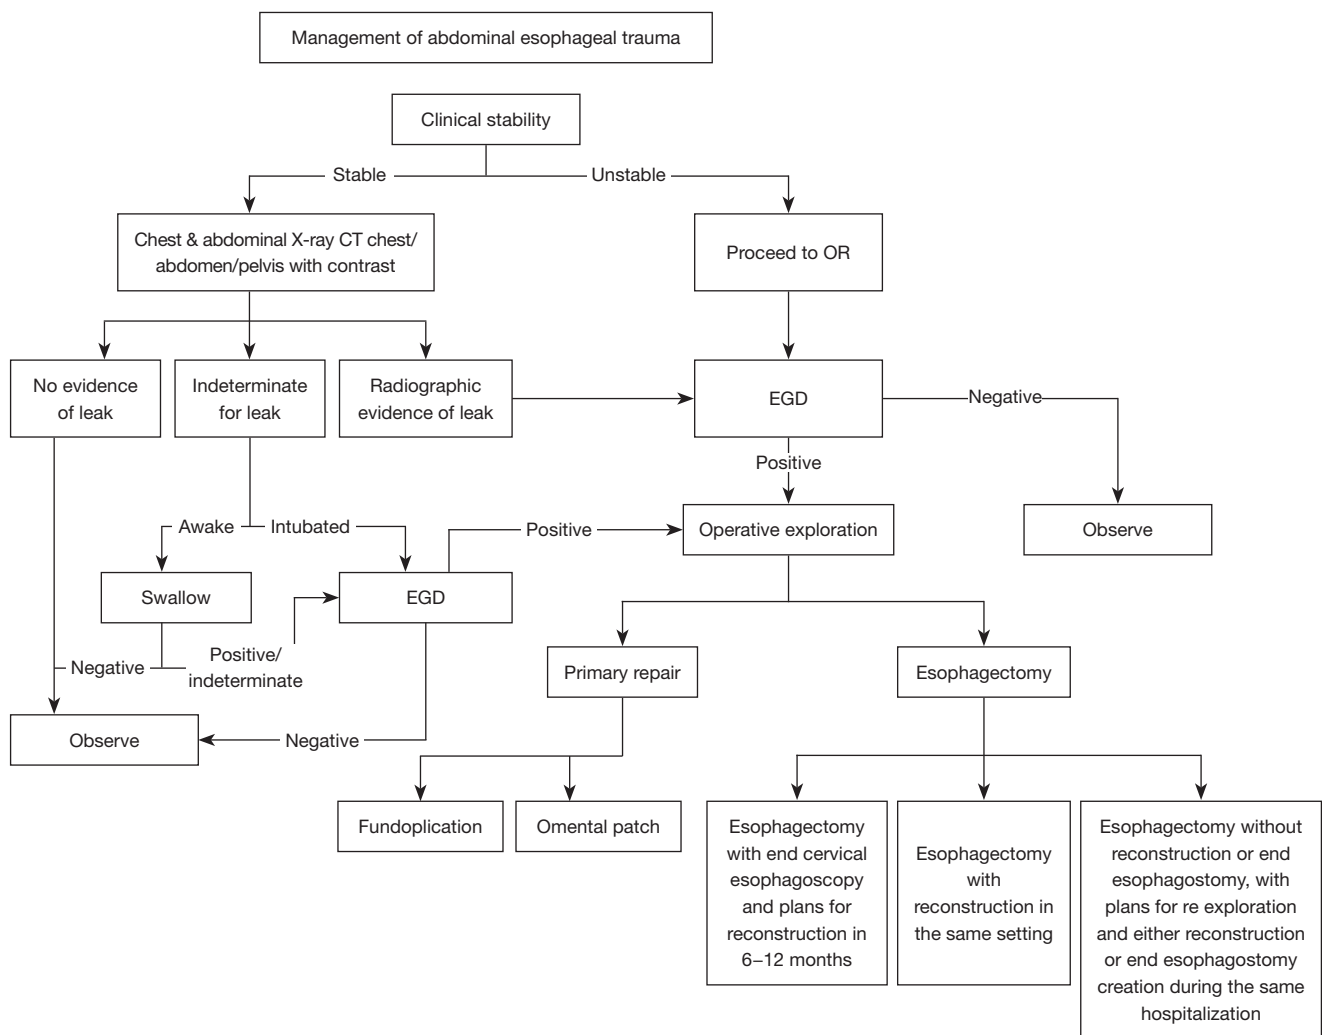 Management of abdominal esophageal trauma
Clinical stability
Stable
Unstable
Chest & abdominal X-ray CT chest/
abdomen/pelvis with contrast
Proceed to OR
No evidence
of leak
Indeterminate
for leak
Radiographic
evidence of leak
EGD
Negative
Positive
Awake
Intubated
Positive
Operative exploration
Observe
Swallow
EGD
Negative
Positive/
indeterminate
Primary repair
Esophagectomy
Observe
Negative
Fundoplication
Omental patch
Esophagectomy
with end cervical
esophagoscopy
and plans for
reconstruction in
6–12 months
Esophagectomy
with
reconstruction in
the same setting
Esophagectomy without
reconstruction or end
esophagostomy, with
plans for re exploration
and either reconstruction
or end esophagostomy
creation during the same
hospitalization